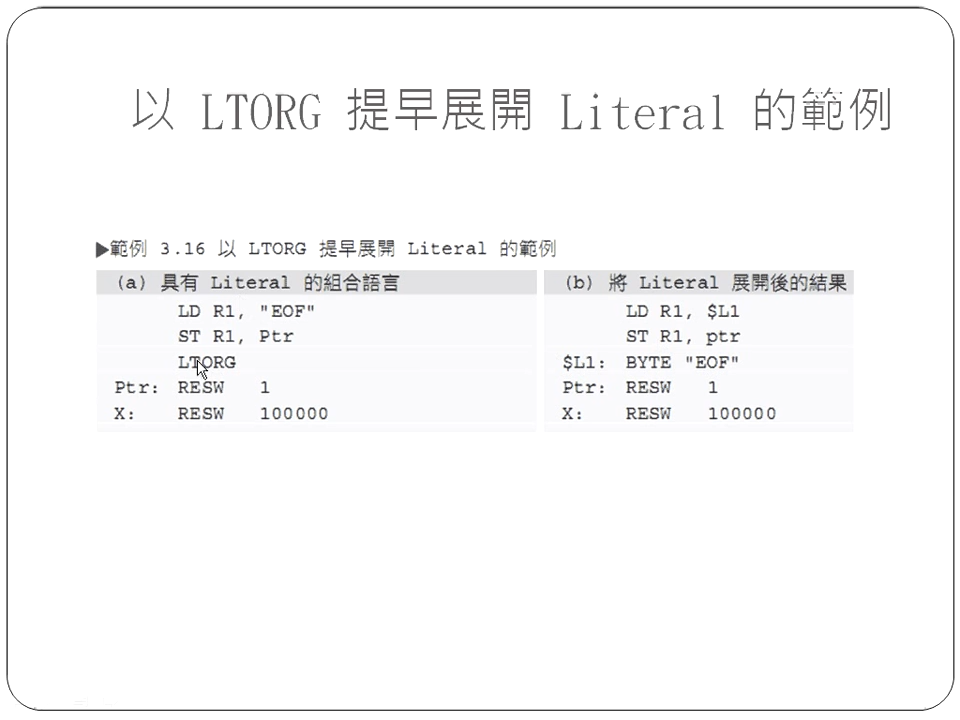 以 LTORG 提早展開 Literal 的範例
▶範例 3.16 以 LTORG 提早展開 Literal 的範例
(a) 具有 Literal 的組合語言
LD R1, "EOF"
ST R1, Ptr
LTORG
Ptr: RESW 1
X: RESW 100000
(b) 將 Literal 展開後的結果
LD R1, $L1
ST R1, ptr
$L1: BYTE "EOF"
Ptr: RESW 1
X: RESW 100000